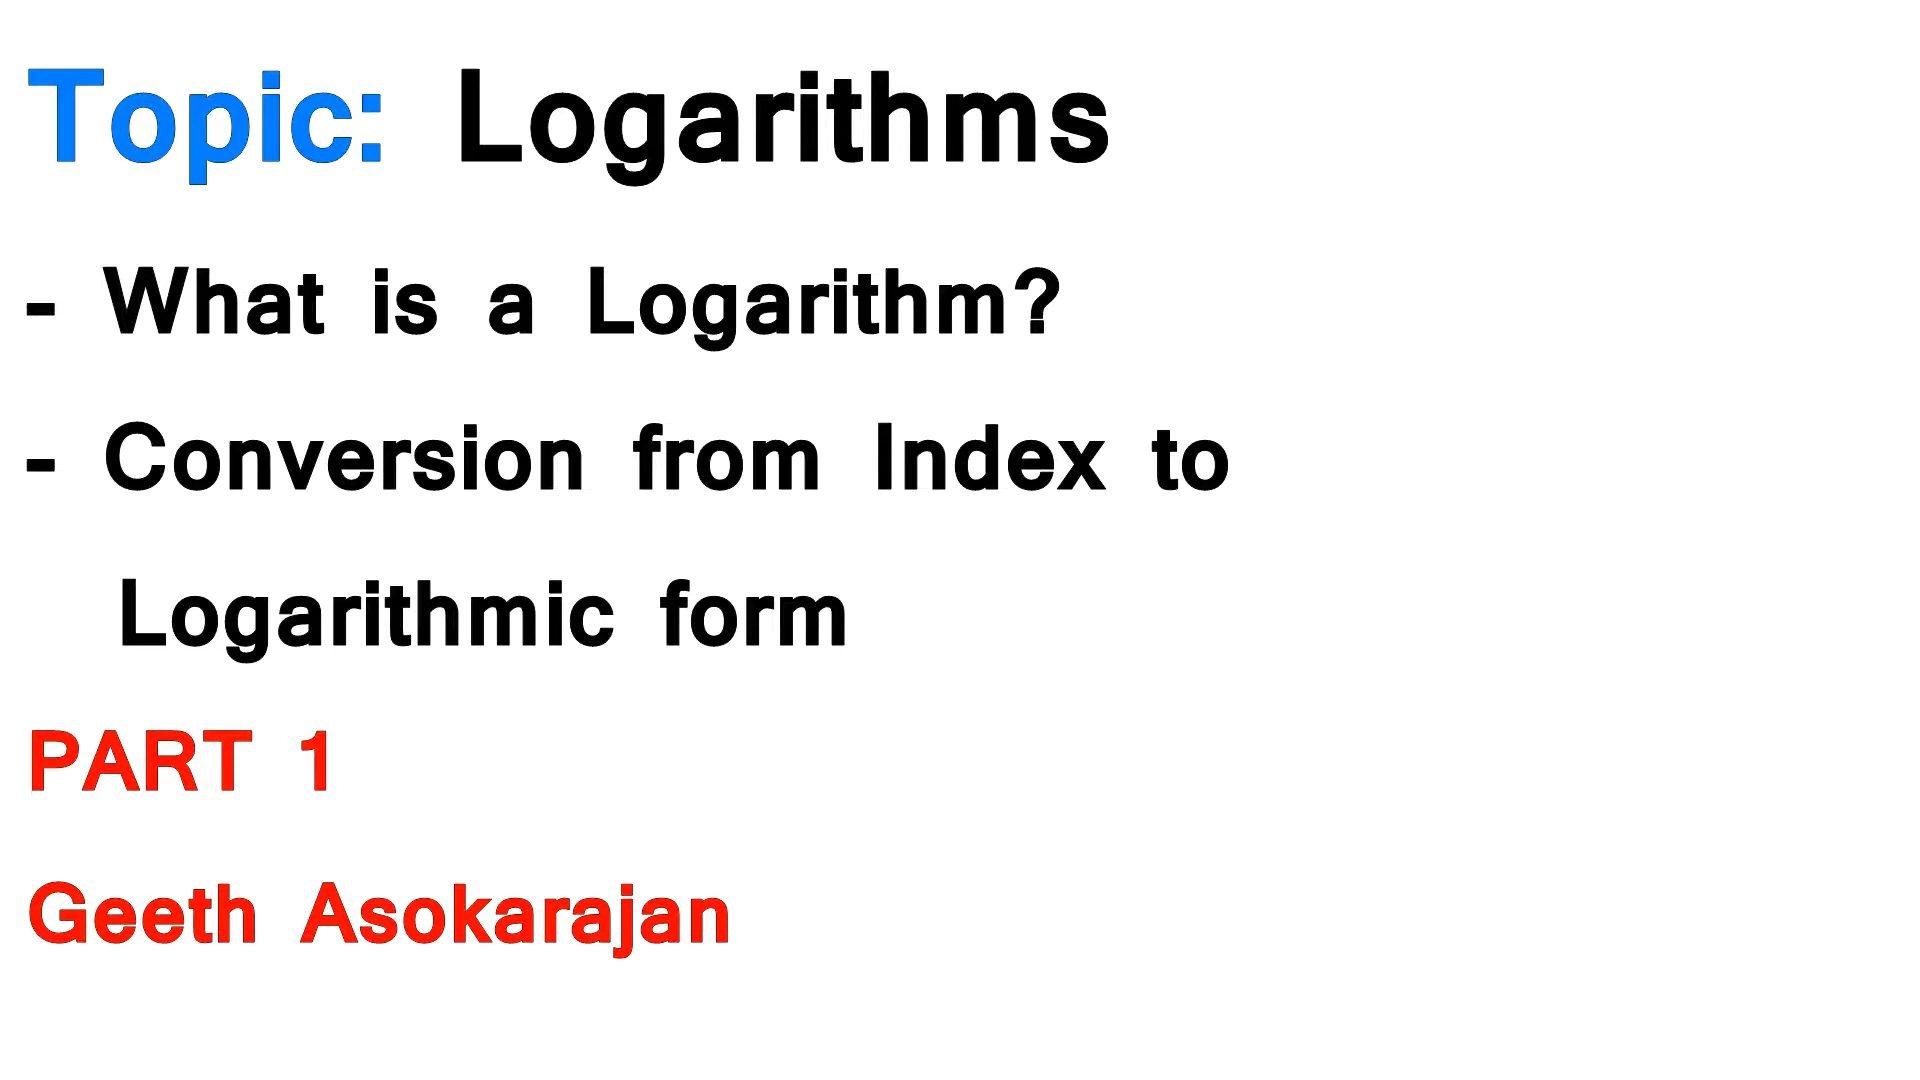 Topic: Logarithms
- What is a Logarithm?
- Conversion from Index to
Logarithmic form
PART 1
Geeth Asokarajan